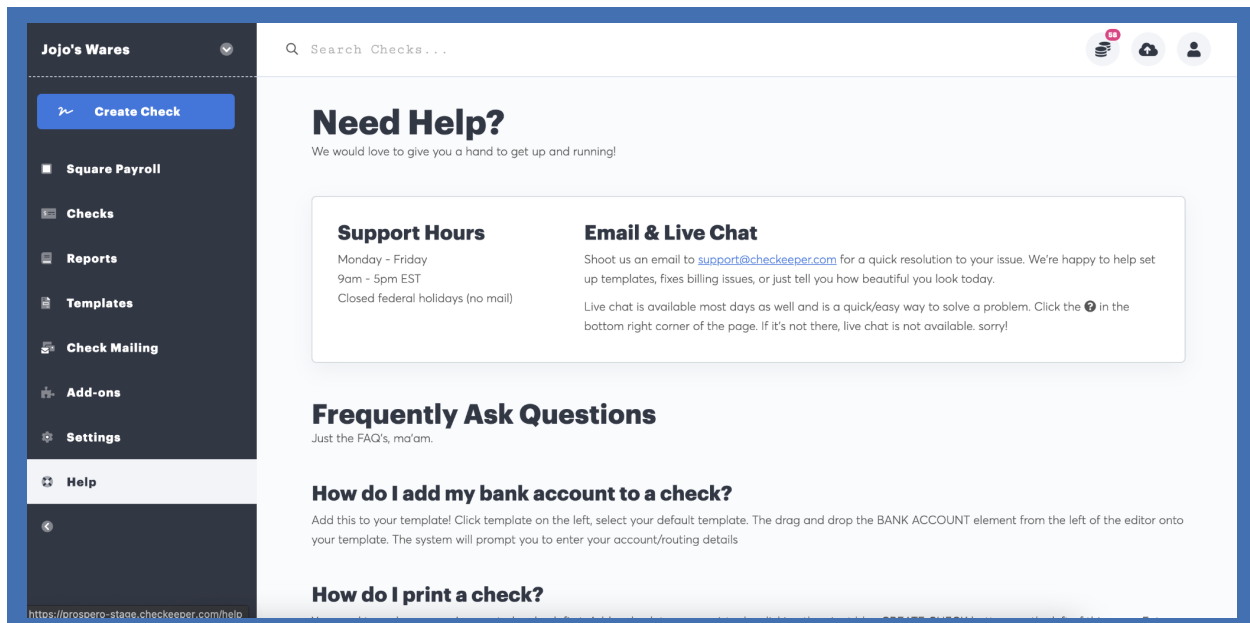 Jojo's Wares
Search Checks...
58
Create Check
Square Payroll
Checks
Reports
Templates
Check Mailing
Add-ons
Settings
Help
https://prospero-stage.checkeeper.com/help
Need Help?
We would love to give you a hand to get up and running!
Support Hours
Monday - Friday
9am - 5pm EST
Closed federal holidays (no mail)
Email & Live Chat
Shoot us an email to support@checkeeper.com for a quick resolution to your issue. We're happy to help set
up templates, fixes billing issues, or just tell you how beautiful you look today.
Live chat is available most days as well and is a quick/easy way to solve a problem. Click the ? in the
bottom right corner of the page. If it's not there, live chat is not available. sorry!
Frequently Ask Questions
Just the FAQ's, ma'am.
How do I add my bank account to a check?
Add this to your template! Click template on the left, select your default template. The drag and drop the BANK ACCOUNT element from the left of the editor onto
your template. The system will prompt you to enter your account/routing details
How do I print a check?